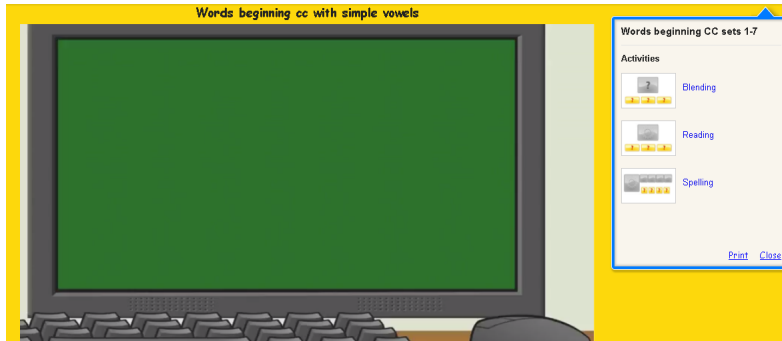 Words beginning cc with simple vowels
Words beginning CC sets 1-7
Activities
Blending
Reading
Spelling
Print Close